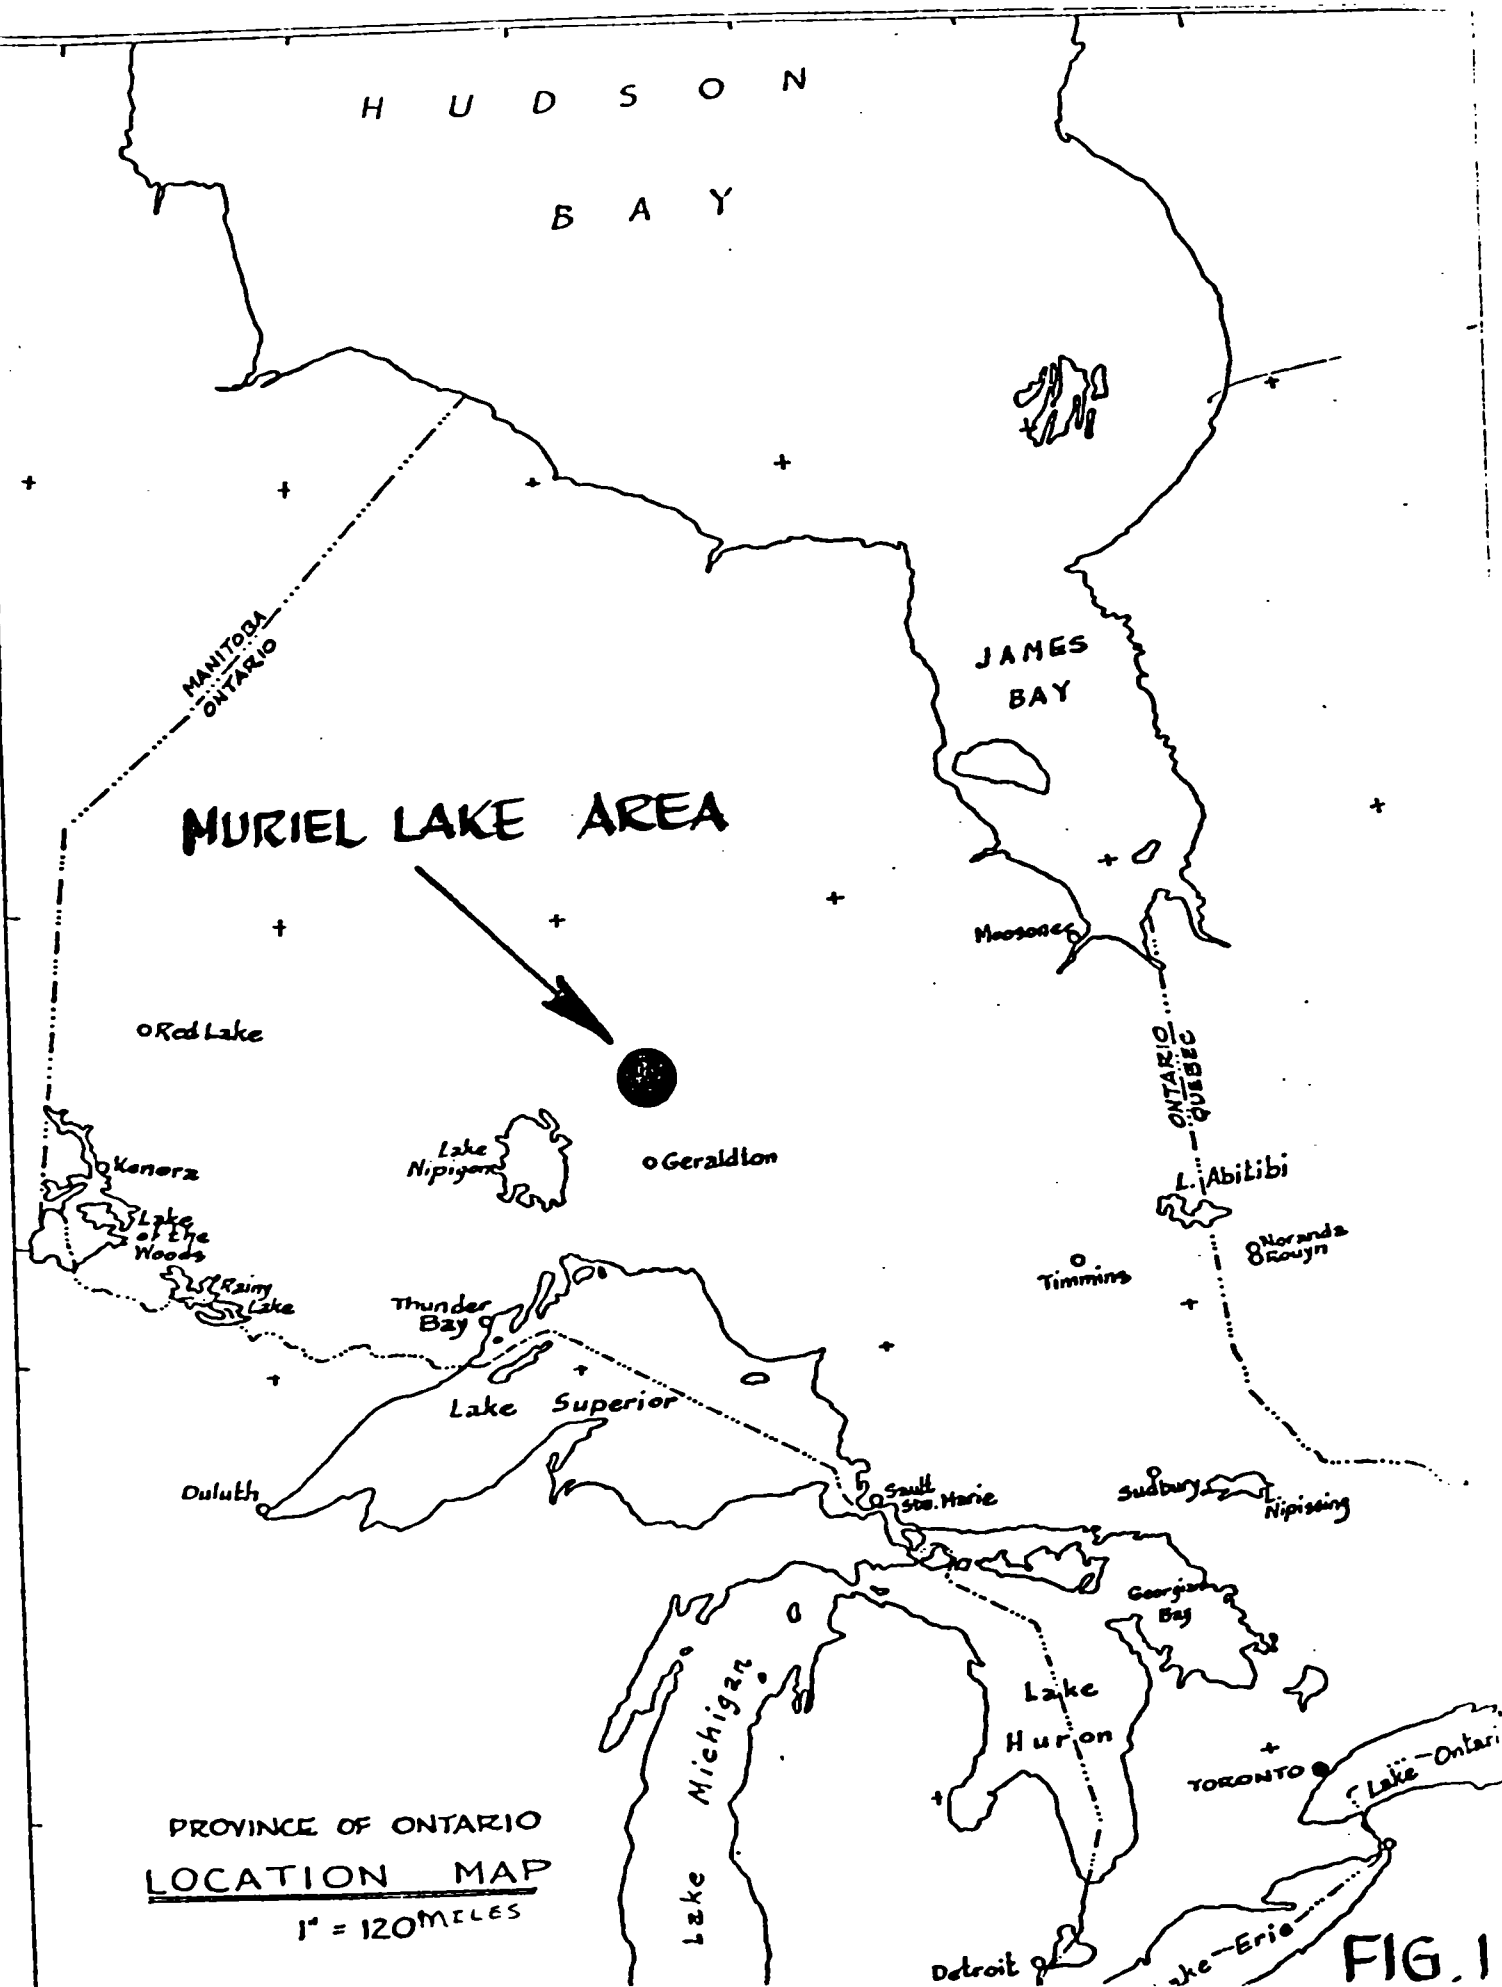 HUDSON
BAY
MANITOBA
ONTARIO
JAMES
BAY
MURIEL LAKE AREA
Moosonee
Red Lake
ONTARIO
QUEBEC
Lake
Nipigon
Geraldton
Kenora
L. Abitibi
Lake
of the
Woods
Noranda
Rouyn
Timmins
Rainy
Lake
Thunder
Bay
Lake Superior
Duluth
Sault
Ste. Marie
Sudbury
L.
Nipissing
Georgian
Bay
Lake
Huron
Lake Michigan
TORONTO
Lake Ontari
PROVINCE OF ONTARIO
LOCATION MAP
1" = 120 MILES
Detroit
ake Erie
FIG. 1